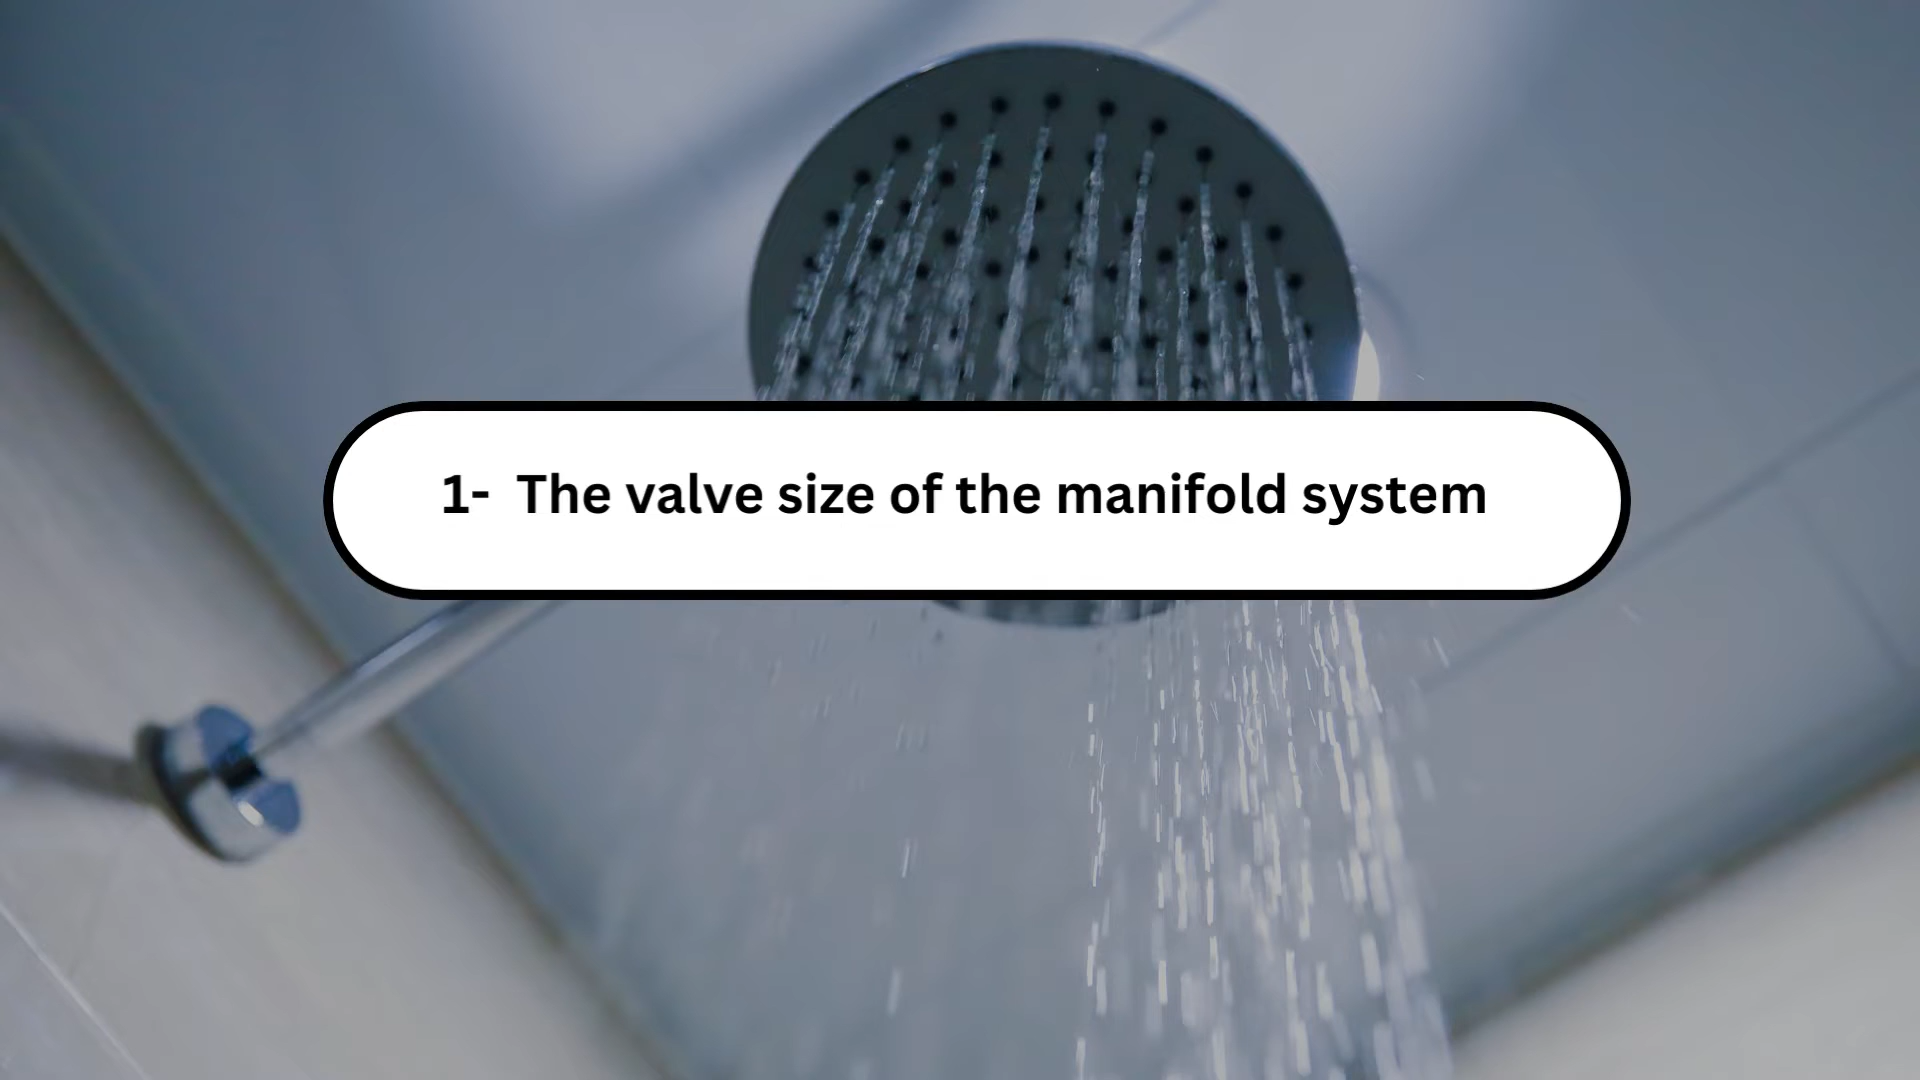 1- The valve size of the manifold system